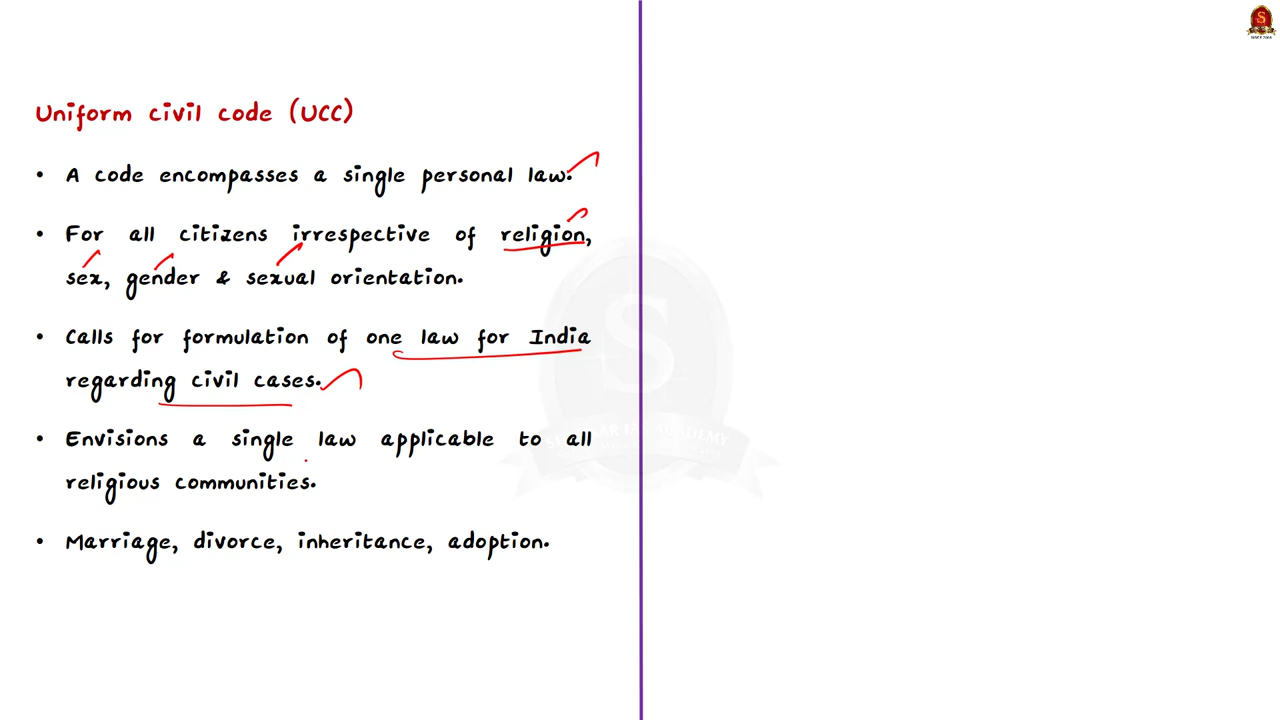 Uniform civil code (UCC)
• A code encompasses a single personal law.
• For all citizens irrespective of religion,
sex, gender & sexual orientation.
• Calls for formulation of one law for India
regarding civil cases.
• Envisions a single law applicable to all
religious communities.
• Marriage, divorce, inheritance, adoption.